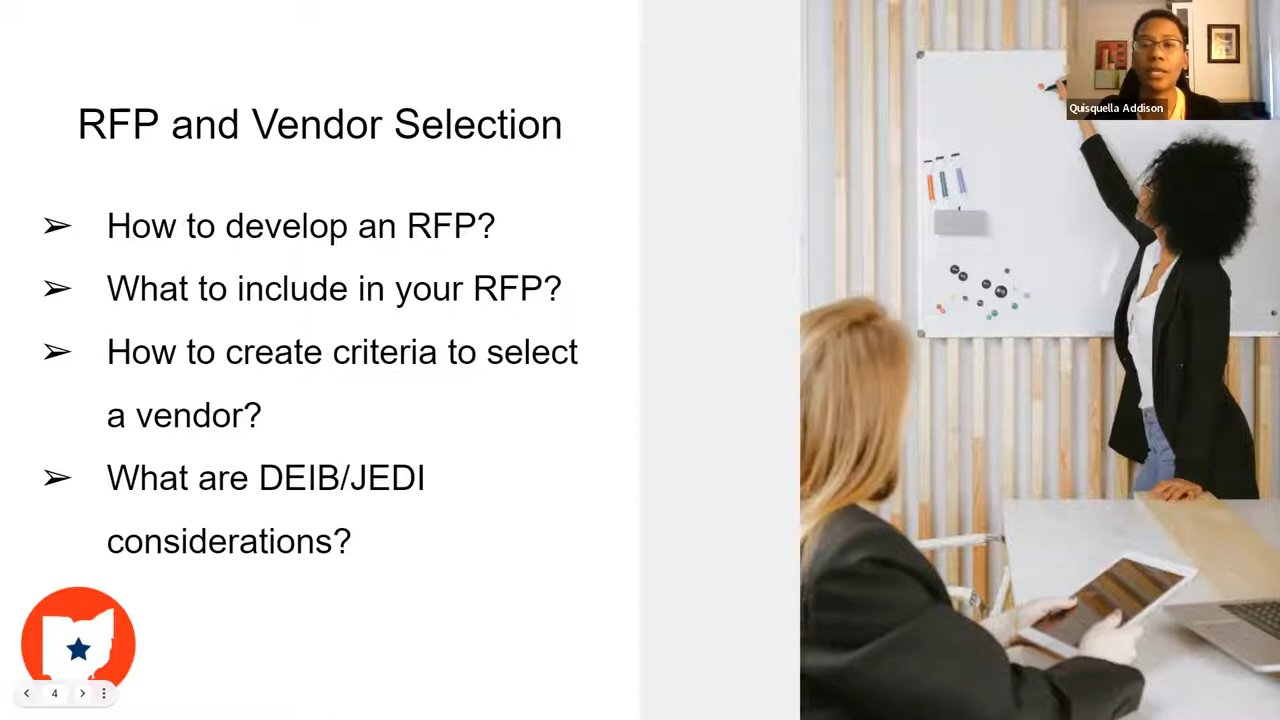 Quisquella Addison
RFP and Vendor Selection
➢ How to develop an RFP?
➢ What to include in your RFP?
➢ How to create criteria to select
a vendor?
➢ What are DEIB/JEDI
considerations?
4